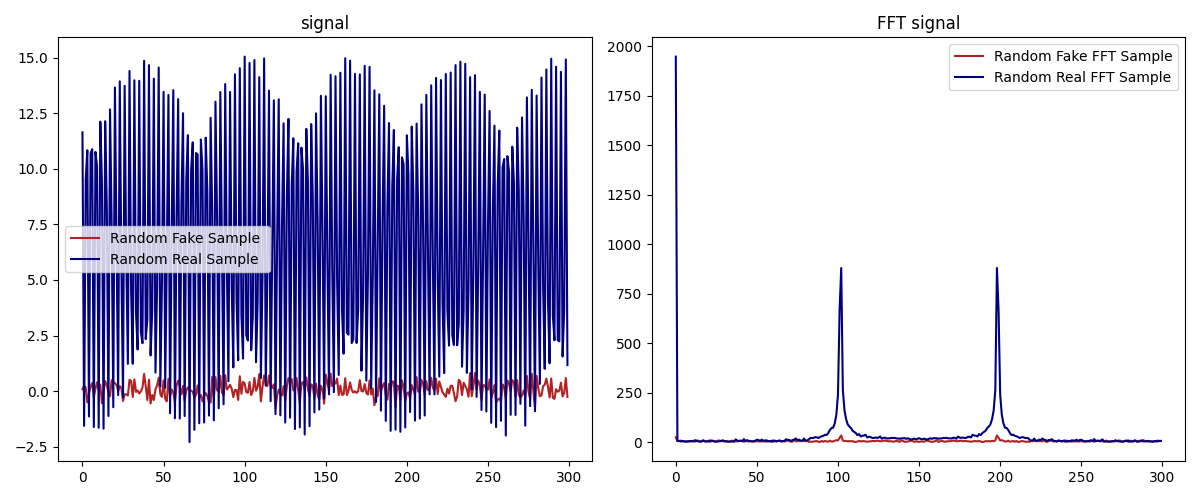 signal
15.0
12.5
10.0
7.5
5.0
2.5
0.0
−2.5
0 50 100 150 200 250 300
Random Fake Sample
Random Real Sample
FFT signal
2000
1750
1500
1250
1000
750
500
250
0
0 50 100 150 200 250 300
Random Fake FFT Sample
Random Real FFT Sample